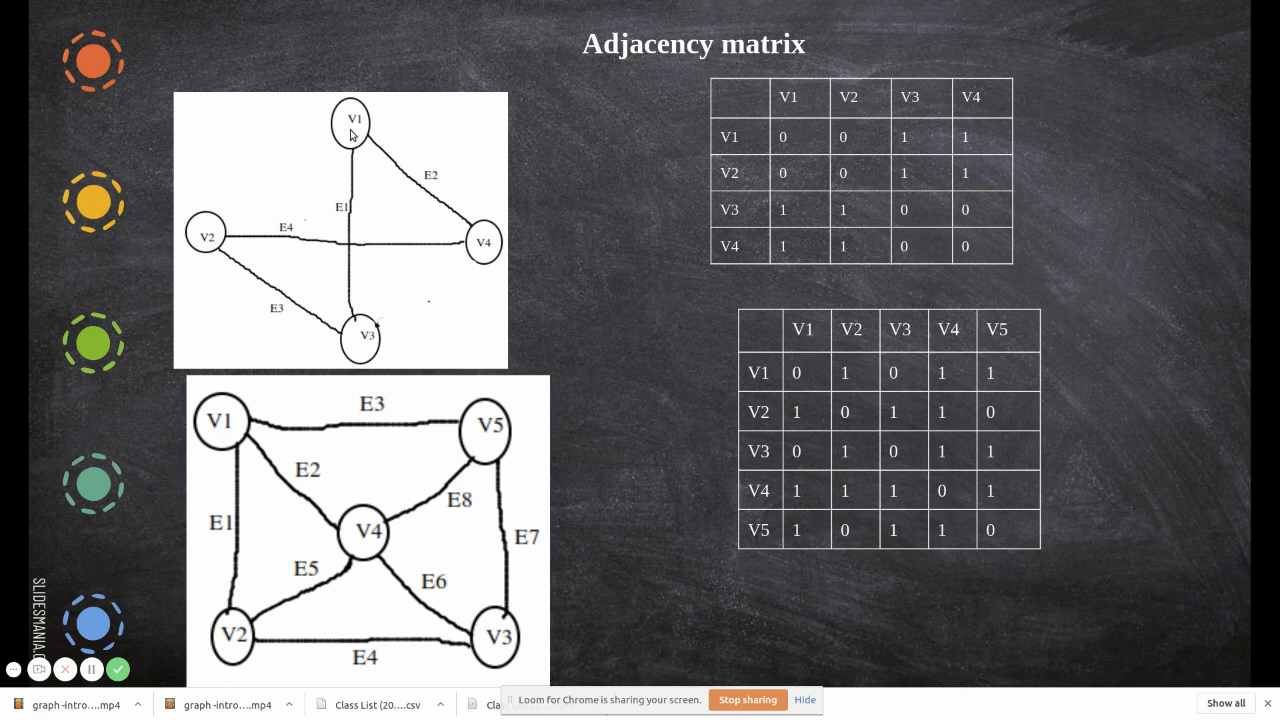 Adjacency matrix
V1
E2
E1
E4
V2
V4
E3
V3
V1 V2 V3 V4
V1 0 0 1 1
V2 0 0 1 1
V3 1 1 0 0
V4 1 1 0 0
E3
V1
V5
E2
E8
E1
V4
E7
E5
E6
V2
V3
E4
V1 V2 V3 V4 V5
V1 0 1 0 1 1
V2 1 0 1 1 0
V3 0 1 0 1 1
V4 1 1 1 0 1
V5 1 0 1 1 0
SLIDESMANIA.C
graph -intro....mp4
graph -intro....mp4
Class List (20....csv
Loom for Chrome is sharing your screen.
Stop sharing
Hide
Show all